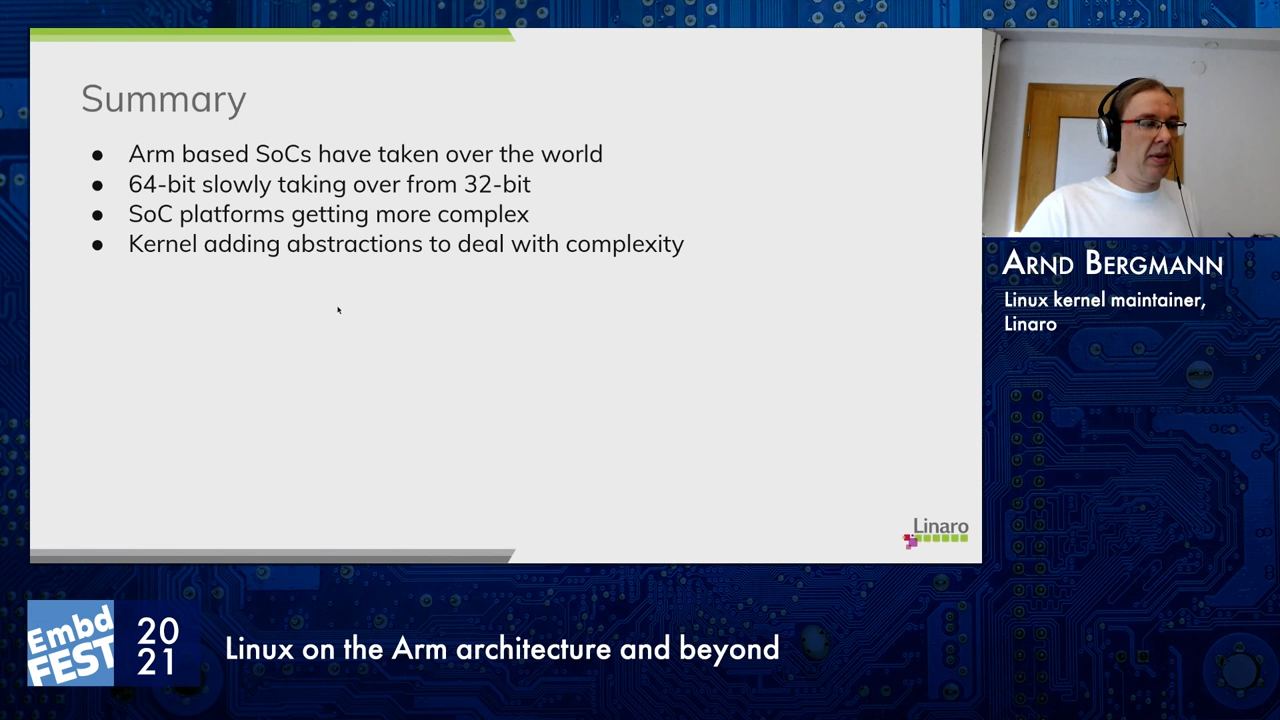 Summary
● Arm based SoCs have taken over the world
● 64-bit slowly taking over from 32-bit
● SoC platforms getting more complex
● Kernel adding abstractions to deal with complexity
Linaro
ARND BERGMANN
Linux kernel maintainer,
Linaro
Embd
FEST
20
21
Linux on the Arm architecture and beyond